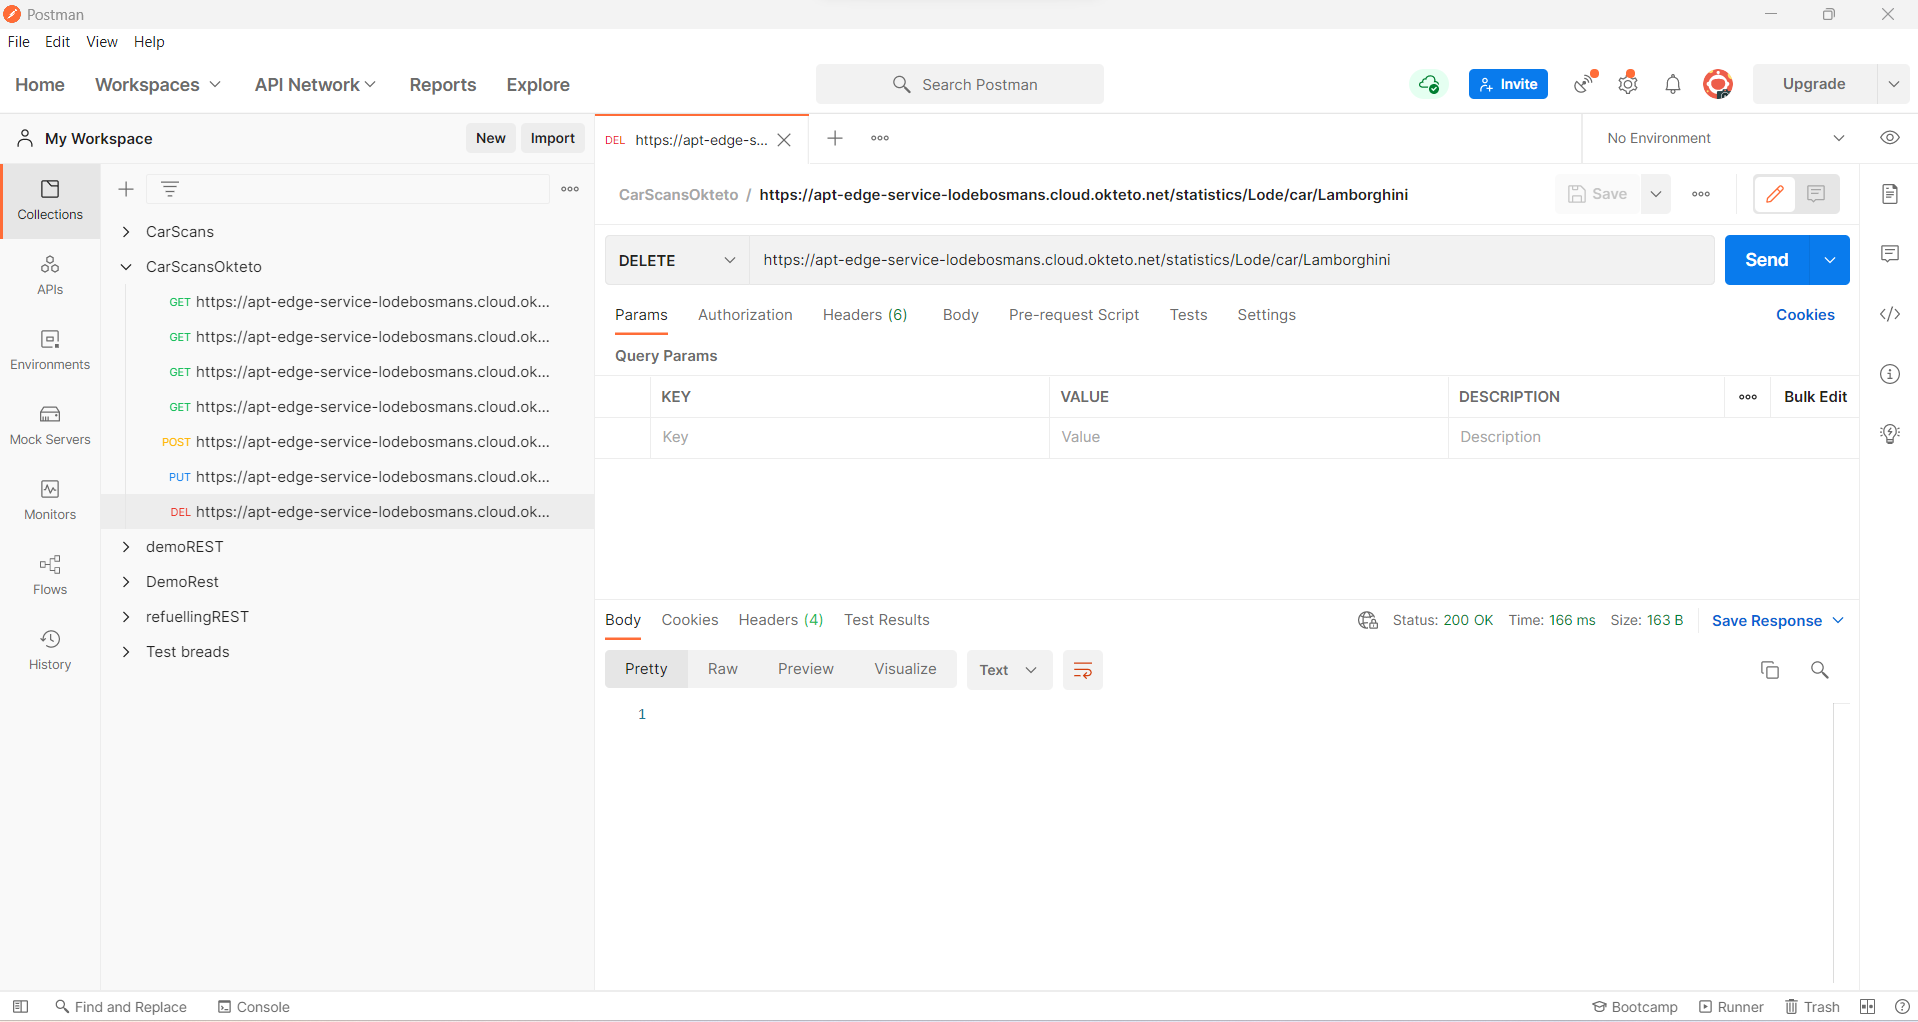 Postman
File Edit View Help
Home Workspaces API Network Reports Explore Search Postman Invite Upgrade
My Workspace New Import DEL https://apt-edge-s... No Environment
Collections
APIs
Environments
Mock Servers
Monitors
Flows
History
CarScans
CarScansOkteto
GET https://apt-edge-service-lodebosmans.cloud.ok...
GET https://apt-edge-service-lodebosmans.cloud.ok...
GET https://apt-edge-service-lodebosmans.cloud.ok...
GET https://apt-edge-service-lodebosmans.cloud.ok...
POST https://apt-edge-service-lodebosmans.cloud.ok...
PUT https://apt-edge-service-lodebosmans.cloud.ok...
DEL https://apt-edge-service-lodebosmans.cloud.ok...
demoREST
DemoRest
refuellingREST
Test breads
CarScansOkteto / https://apt-edge-service-lodebosmans.cloud.okteto.net/statistics/Lode/car/Lamborghini Save
DELETE https://apt-edge-service-lodebosmans.cloud.okteto.net/statistics/Lode/car/Lamborghini Send
Params Authorization Headers (6) Body Pre-request Script Tests Settings Cookies
Query Params
KEY VALUE DESCRIPTION Bulk Edit
Key Value Description
Body Cookies Headers (4) Test Results Status: 200 OK Time: 166 ms Size: 163 B Save Response
Pretty Raw Preview Visualize Text
1
Find and Replace Console Bootcamp Runner Trash